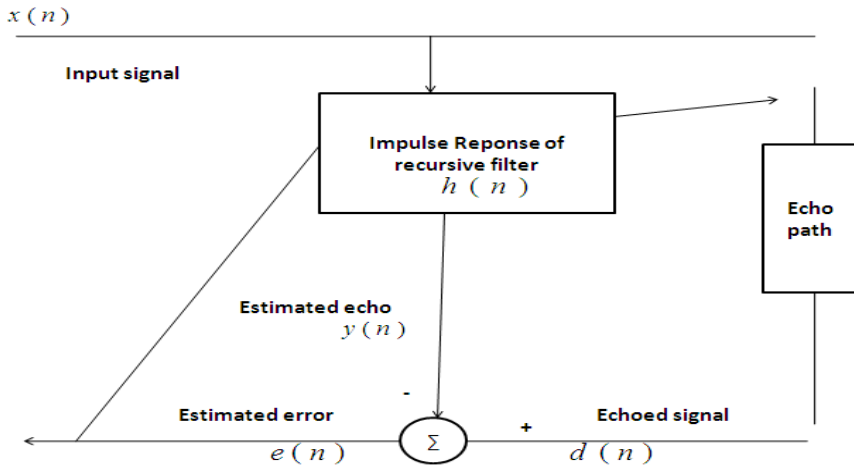 x ( n )
Input signal
Impulse Reponse of
recursive filter
h ( n )
Echo
path
Estimated echo
y ( n )
-
Estimated error
Σ
+
Echoed signal
e ( n )
d ( n )